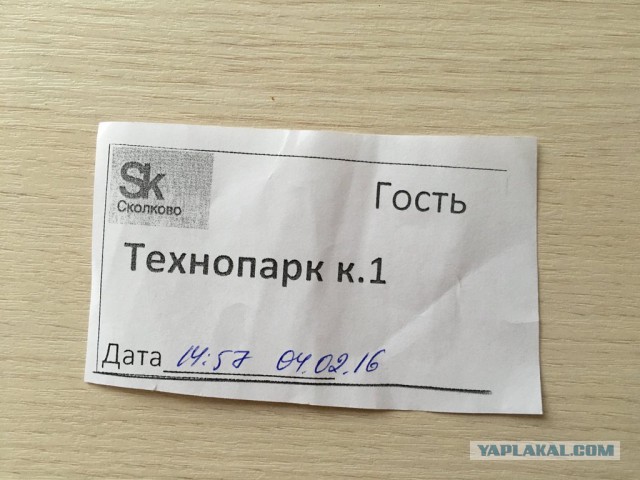 Sk
Сколково
Гость
Технопарк к.1
Дата 14:57 04.02.16
YAPLAKAL.COM